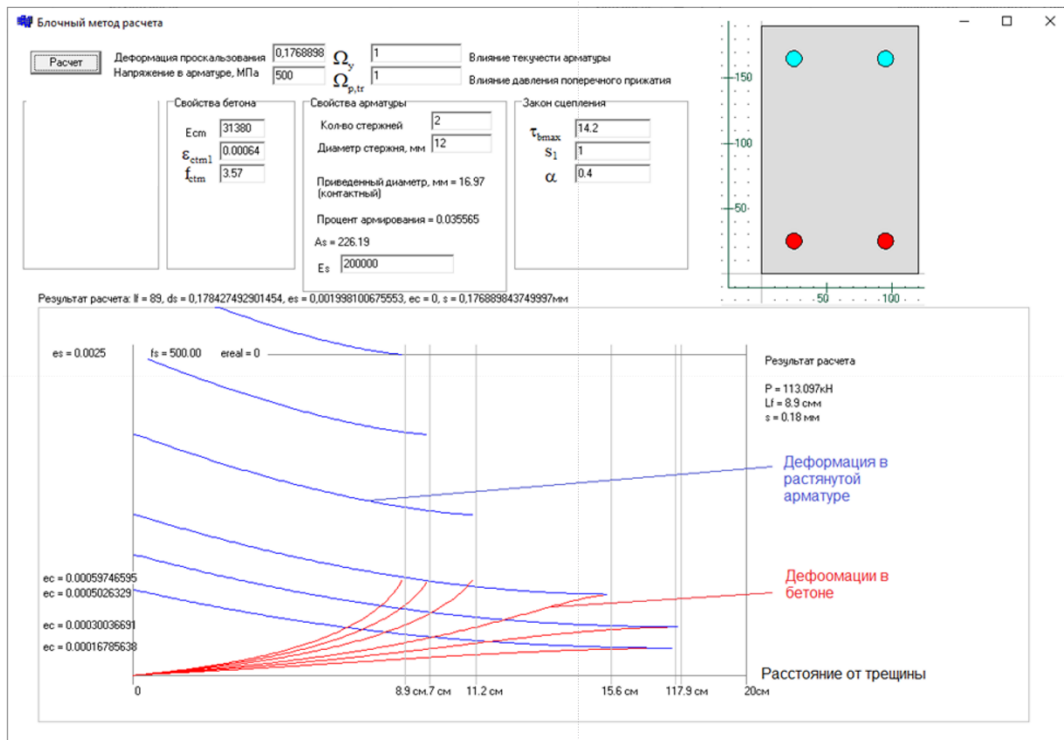 Блочный метод расчета
Расчет
Деформация проскальзования 0,1768898 Ωy 1 Влияние текучести арматуры
Напряжение в арматуре, МПа 500 Ωp,tr 1 Влияние давления поперечного прижатия
Свойства бетона
Ecm 31380
εctm1 0.00064
fctm 3.57
Свойства арматуры
Кол-во стержней 2
Диаметр стержня, мм 12
Приведенный диаметр, мм = 16.97
(контактный)
Процент армирования = 0.035565
As = 226.19
Es 200000
Закон сцепления
τbmax 14.2
s1 1
α 0.4
150
100
50
50 100
Результат расчета: lf = 89, ds = 0,178427492901454, es = 0,001998100675553, ec = 0, s = 0,176889843749997мм
es = 0.0025 fs = 500.00 ereal = 0
Результат расчета
P = 113.097кН
Lf = 8.9 смм
s = 0.18 мм
Деформация в
растянутой
арматуре
ec = 0.00059746595
ec = 0.0005026329
ec = 0.00030036691
ec = 0.00016785638
Дефоомации в
бетоне
Расстояние от трещины
0 8.9 см.7 см 11.2 см 15.6 см 117.9 см 20см